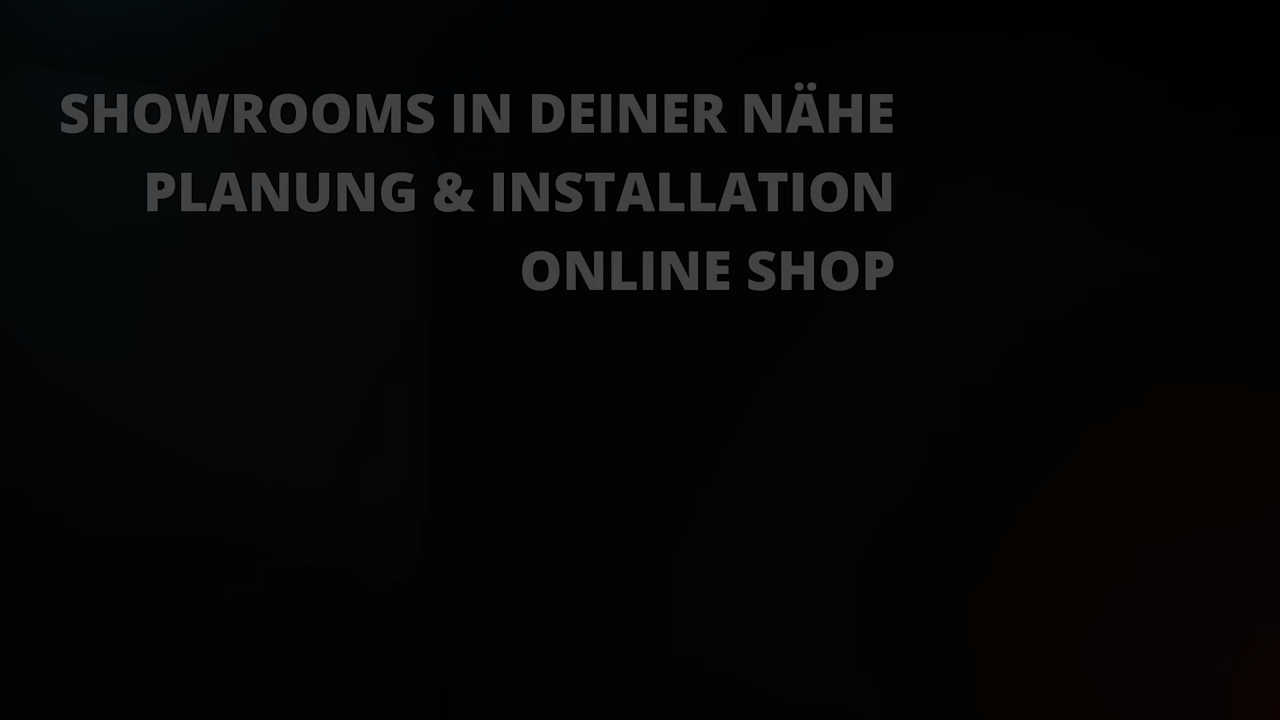 SHOWROOMS IN DEINER NÄHE
PLANUNG & INSTALLATION
ONLINE SHOP